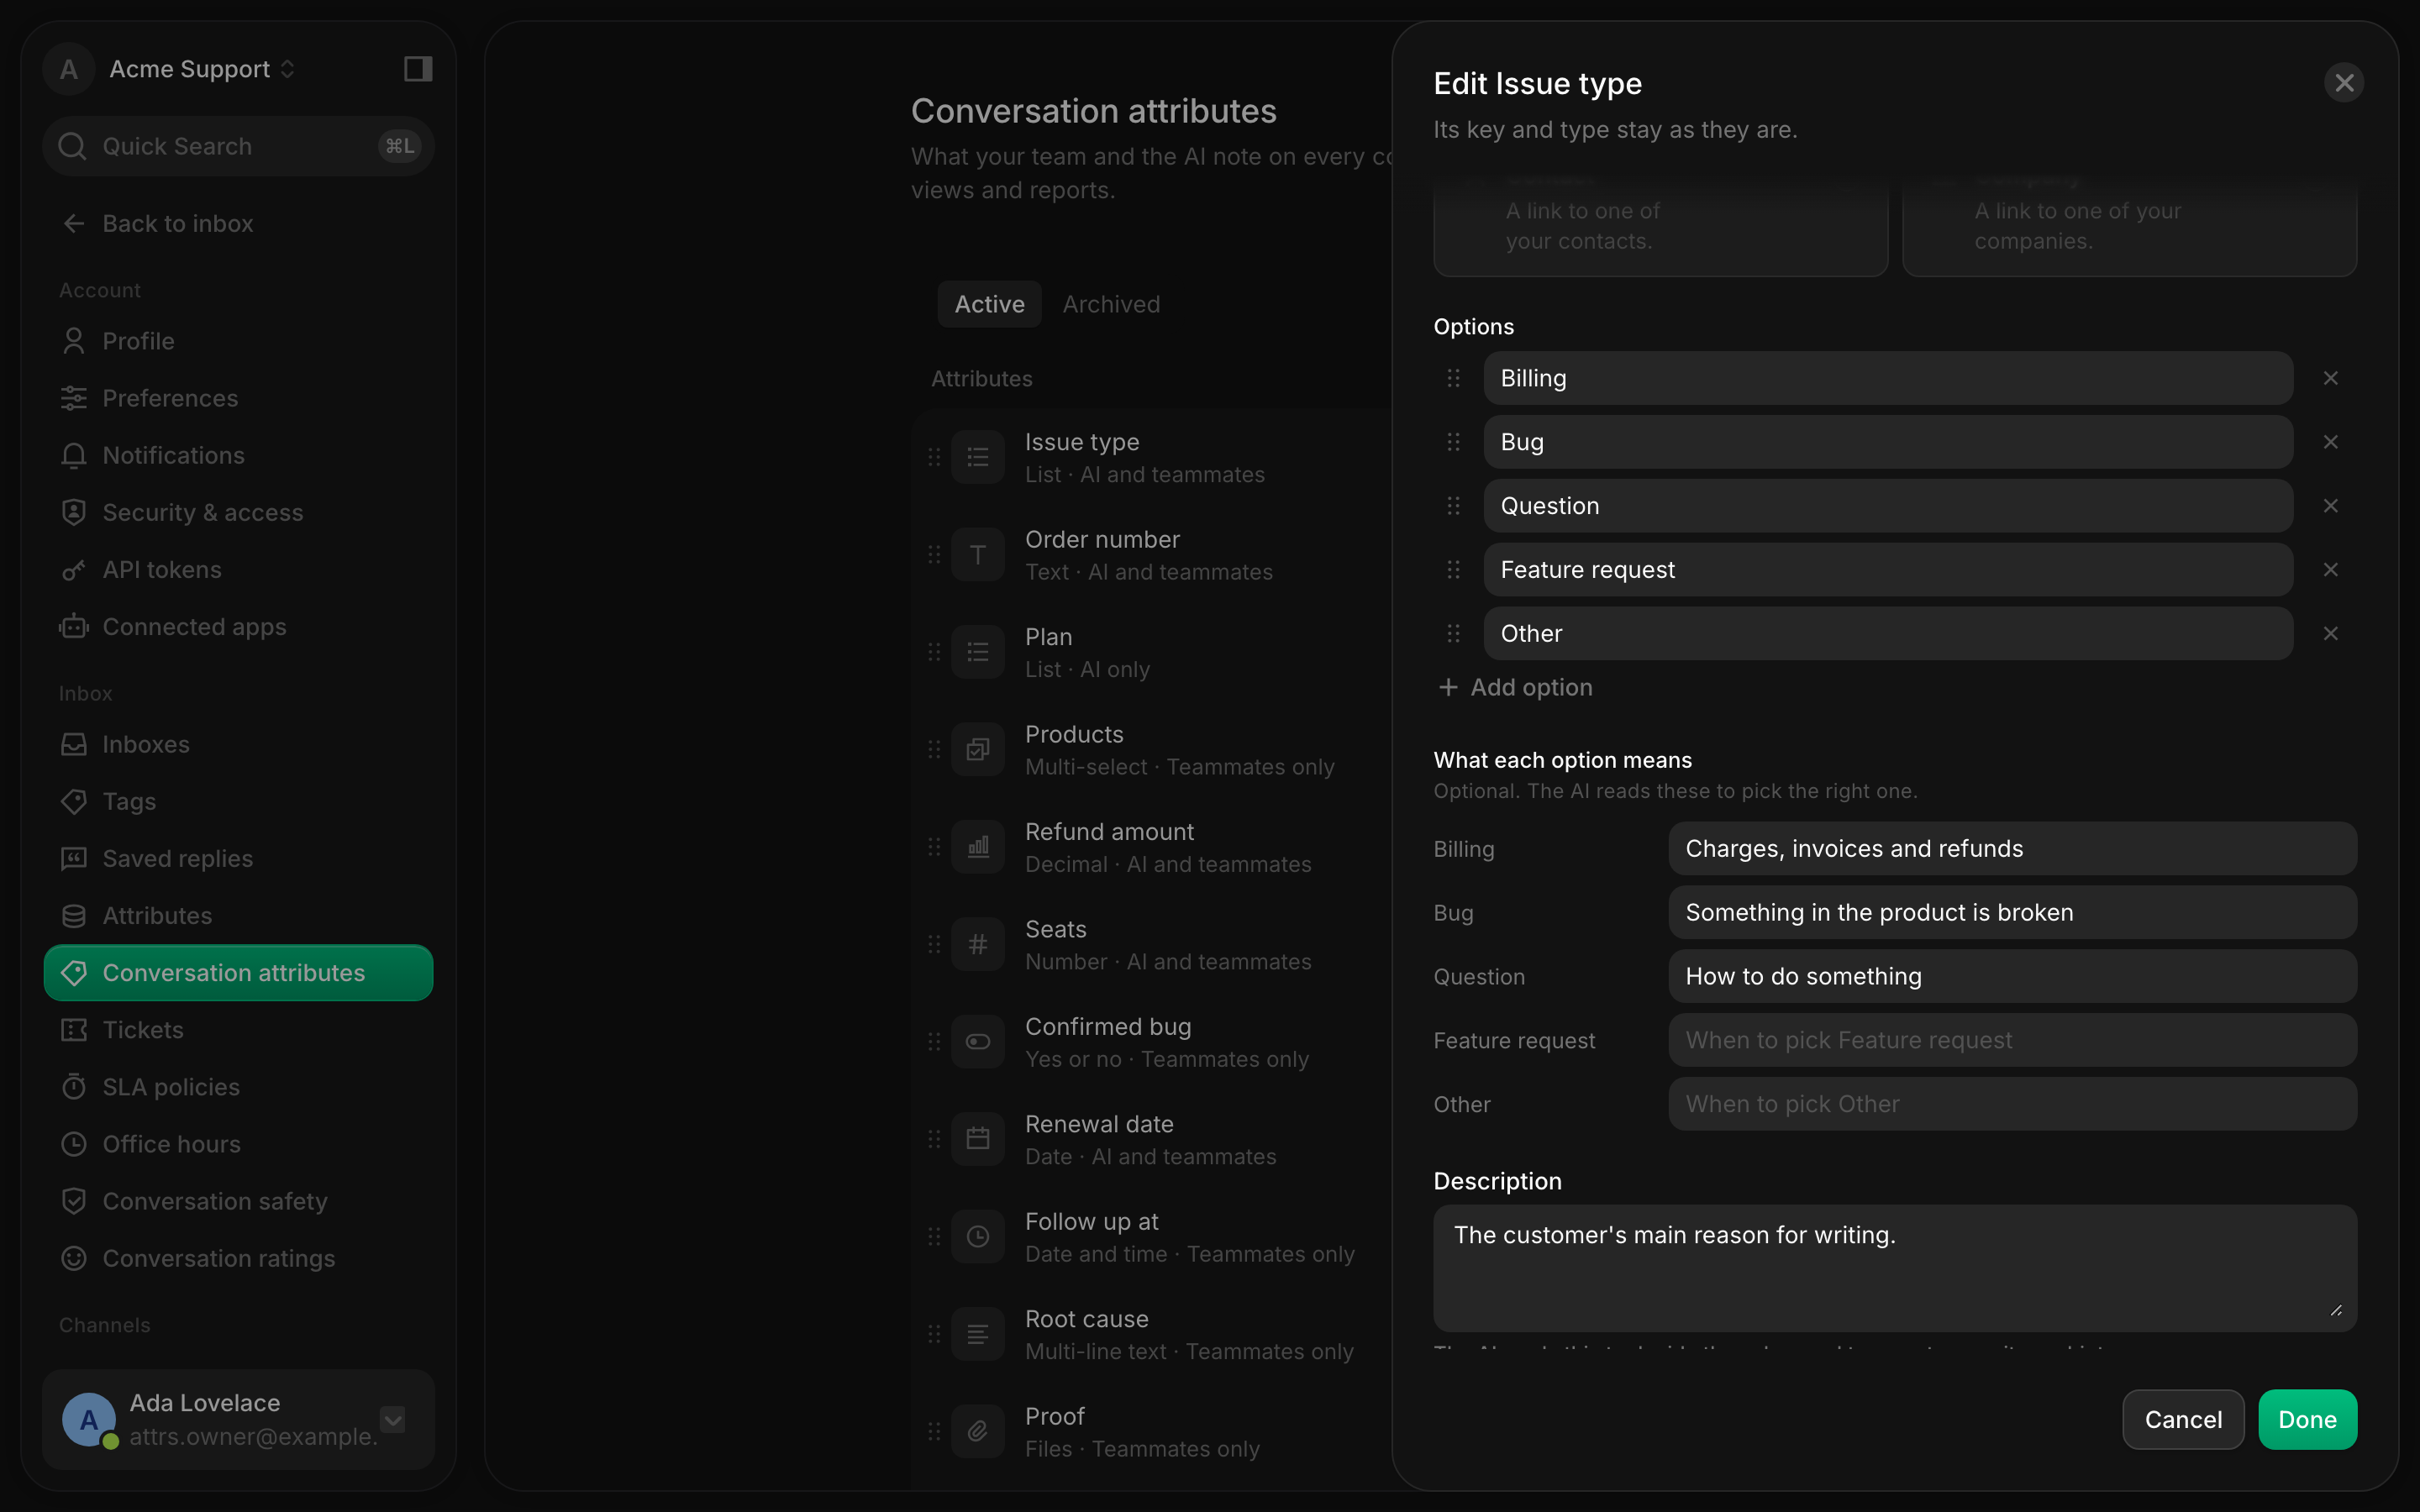 A
Acme Support
Quick Search
⌘L
Back to inbox
Account
Profile
Preferences
Notifications
Security & access
API tokens
Connected apps
Inbox
Inboxes
Tags
Saved replies
Attributes
Conversation attributes
Tickets
SLA policies
Office hours
Conversation safety
Conversation ratings
Channels
A
Ada Lovelace
attrs.owner@example.
Conversation attributes
What your team and the AI note on every
views and reports.
Active
Archived
Attributes
Issue type
List · AI and teammates
Order number
Text · AI and teammates
Plan
List · AI only
Products
Multi-select · Teammates only
Refund amount
Decimal · AI and teammates
Seats
Number · AI and teammates
Confirmed bug
Yes or no · Teammates only
Renewal date
Date · AI and teammates
Follow up at
Date and time · Teammates only
Root cause
Multi-line text · Teammates only
Proof
Files · Teammates only
Edit Issue type
Its key and type stay as they are.
A link to one of
your contacts.
A link to one of your
companies.
Options
Billing
Bug
Question
Feature request
Other
Add option
What each option means
Optional. The AI reads these to pick the right one.
Billing
Charges, invoices and refunds
Bug
Something in the product is broken
Question
How to do something
Feature request
When to pick Feature request
Other
When to pick Other
Description
The customer's main reason for writing.
Cancel
Done